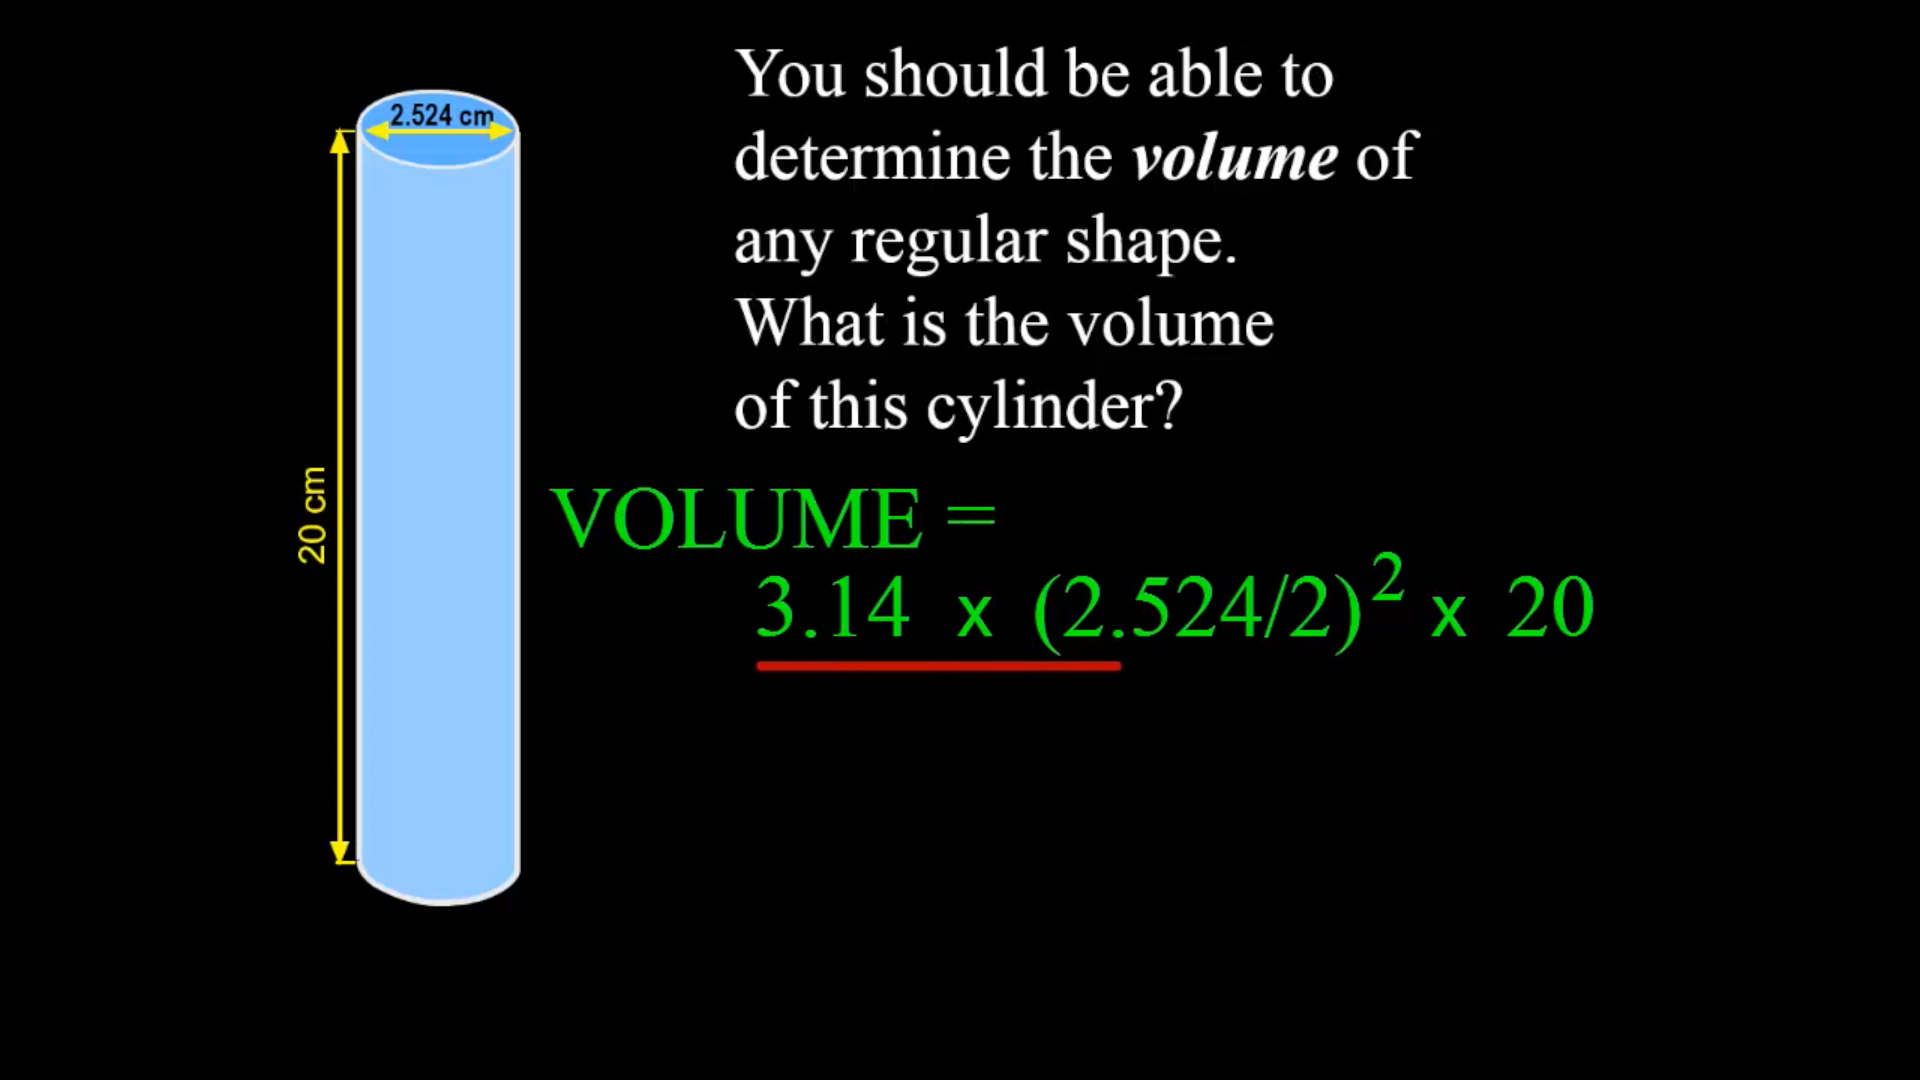 2.524 cm
20 cm
You should be able to
determine the volume of
any regular shape.
What is the volume
of this cylinder?
VOLUME =
3.14 x (2.524/2)² x 20